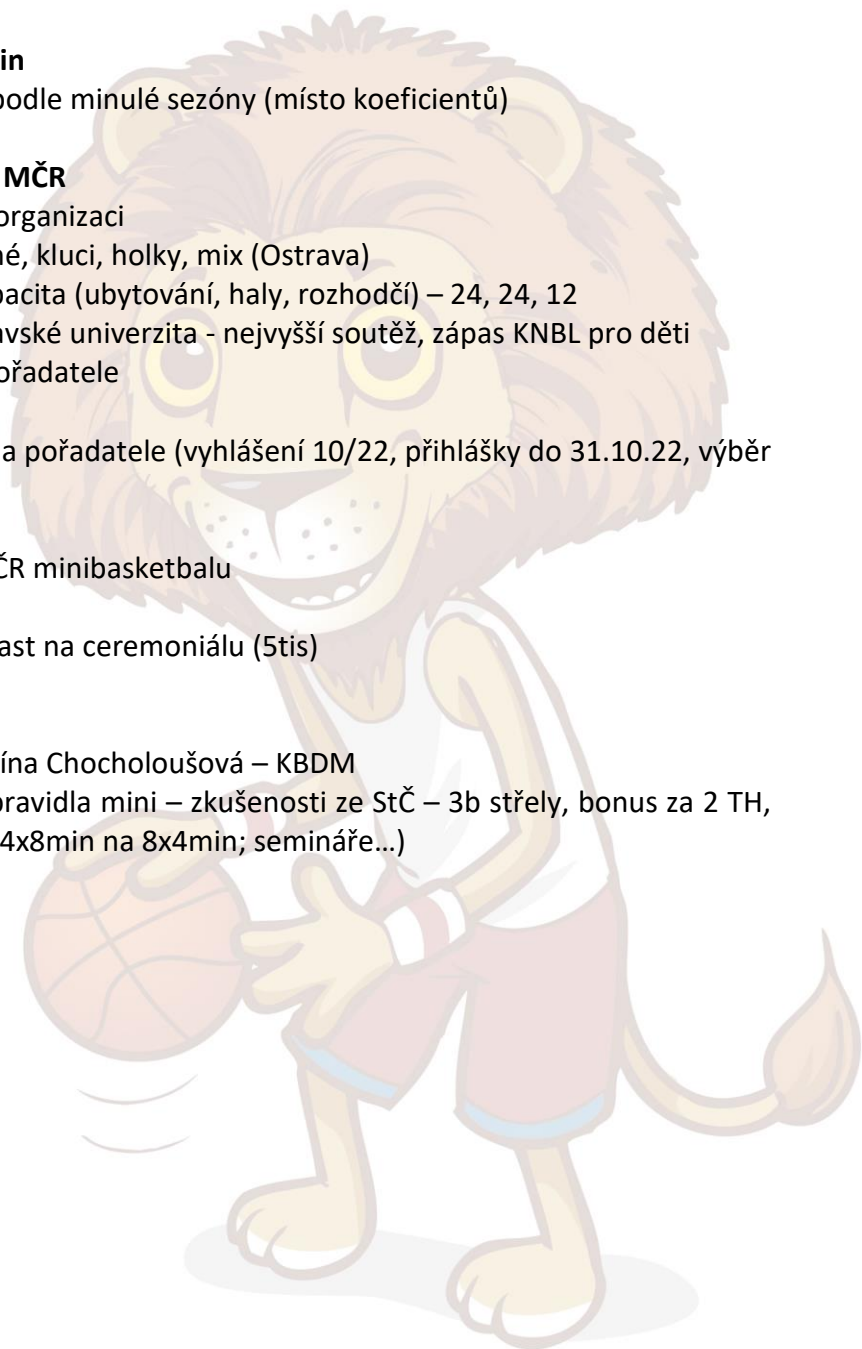 in
podle minulé sezóny (místo koeficientů)
MČR
organizaci
né, kluci, holky, mix (Ostrava)
pacita (ubytování, haly, rozhodčí) – 24, 24, 12
avské univerzita - nejvyšší soutěž, zápas KNBL pro děti
pořadatele
a pořadatele (vyhlášení 10/22, přihlášky do 31.10.22, výběr
ČR minibasketbalu
ast na ceremoniálu (5tis)
ína Chocholoušová – KBDM
pravidla mini – zkušenosti ze StČ – 3b střely, bonus za 2 TH,
4x8min na 8x4min; semináře…)